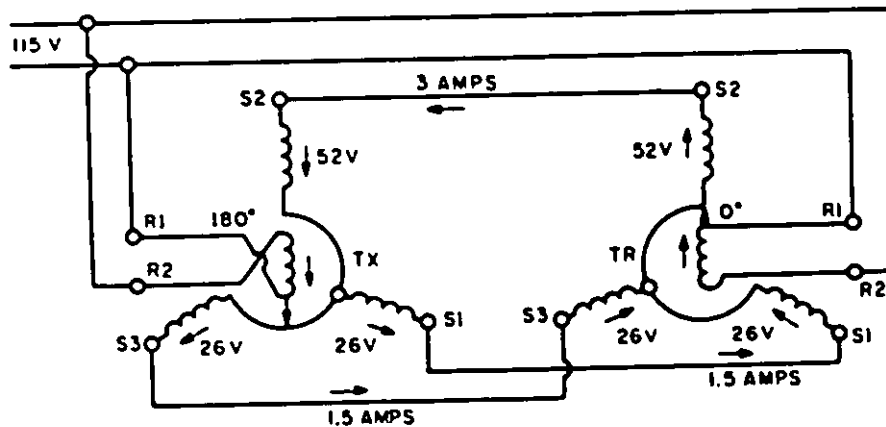 115 V
3 AMPS
S2
S2
52V
52V
R1
180°
TX
R2
0°
R1
TR
R2
S3
26V
26V
S1
S3
26V
26V
S1
1.5 AMPS
1.5 AMPS